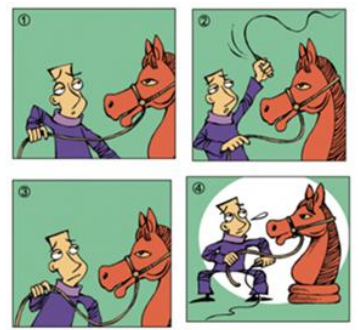 ①
②
③
④